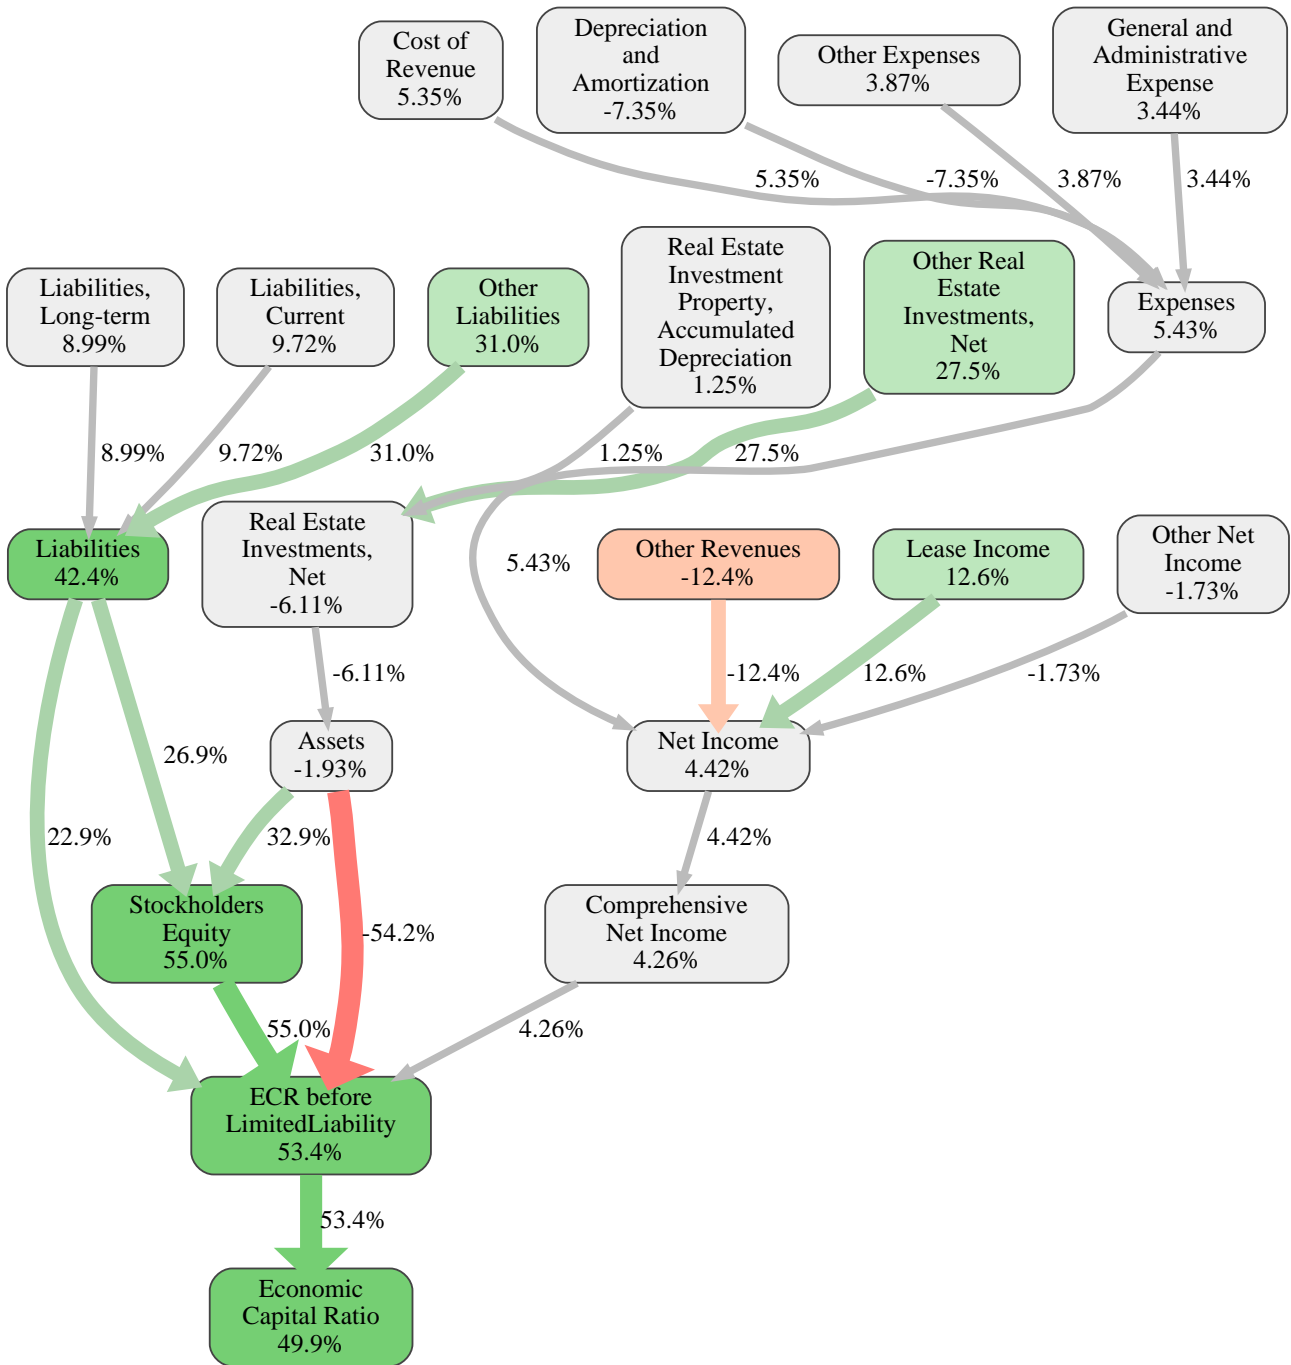 Cost of
Revenue
5.35%
Depreciation
and
Amortization
-7.35%
Other Expenses
3.87%
General and
Administrative
Expense
3.44%
5.35%
-7.35%
3.87%
3.44%
Liabilities,
Long-term
8.99%
Liabilities,
Current
9.72%
Other
Liabilities
31.0%
Real Estate
Investment
Property,
Accumulated
Depreciation
1.25%
Other Real
Estate
Investments,
Net
27.5%
Expenses
5.43%
8.99%
9.72%
31.0%
1.25%
27.5%
Liabilities
42.4%
Real Estate
Investments,
Net
-6.11%
5.43%
Other Revenues
-12.4%
Lease Income
12.6%
Other Net
Income
-1.73%
-6.11%
-12.4%
12.6%
-1.73%
26.9%
Assets
-1.93%
Net Income
4.42%
22.9%
32.9%
4.42%
Stockholders
Equity
55.0%
-54.2%
Comprehensive
Net Income
4.26%
55.0%
4.26%
ECR before
LimitedLiability
53.4%
53.4%
Economic
Capital Ratio
49.9%